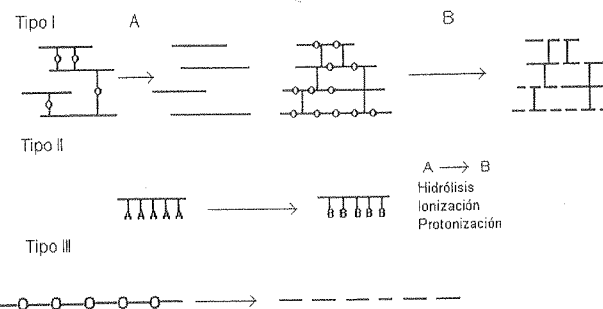 Tipo I A B
Tipo II
A → B
Hidrólisis
Ionización
Protonización
A A A A A B B B B B
Tipo III